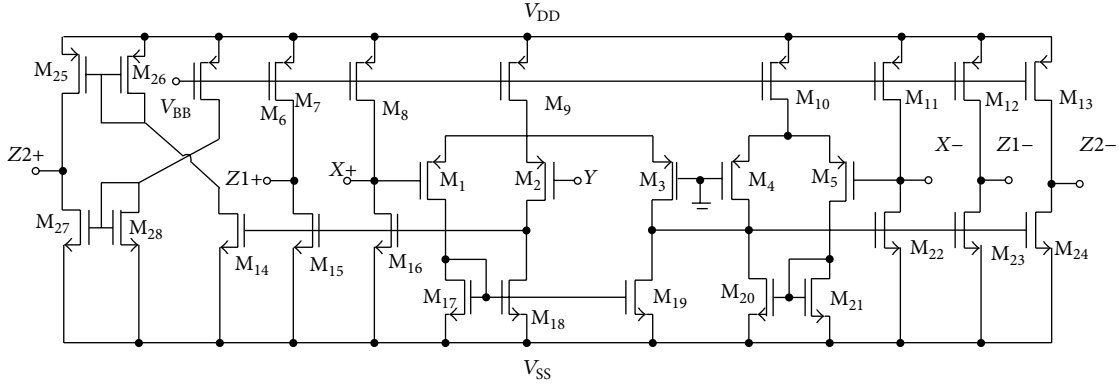 V_DD
M_25
M_26
V_BB
M_6
M_7
M_8
M_9
M_10
M_11
M_12
M_13
Z2+
Z1+
X+
M_1
M_2
Y
M_3
M_4
M_5
X−
Z1−
Z2−
M_27
M_28
M_14
M_15
M_16
M_17
M_18
M_19
M_20
M_21
M_22
M_23
M_24
V_SS